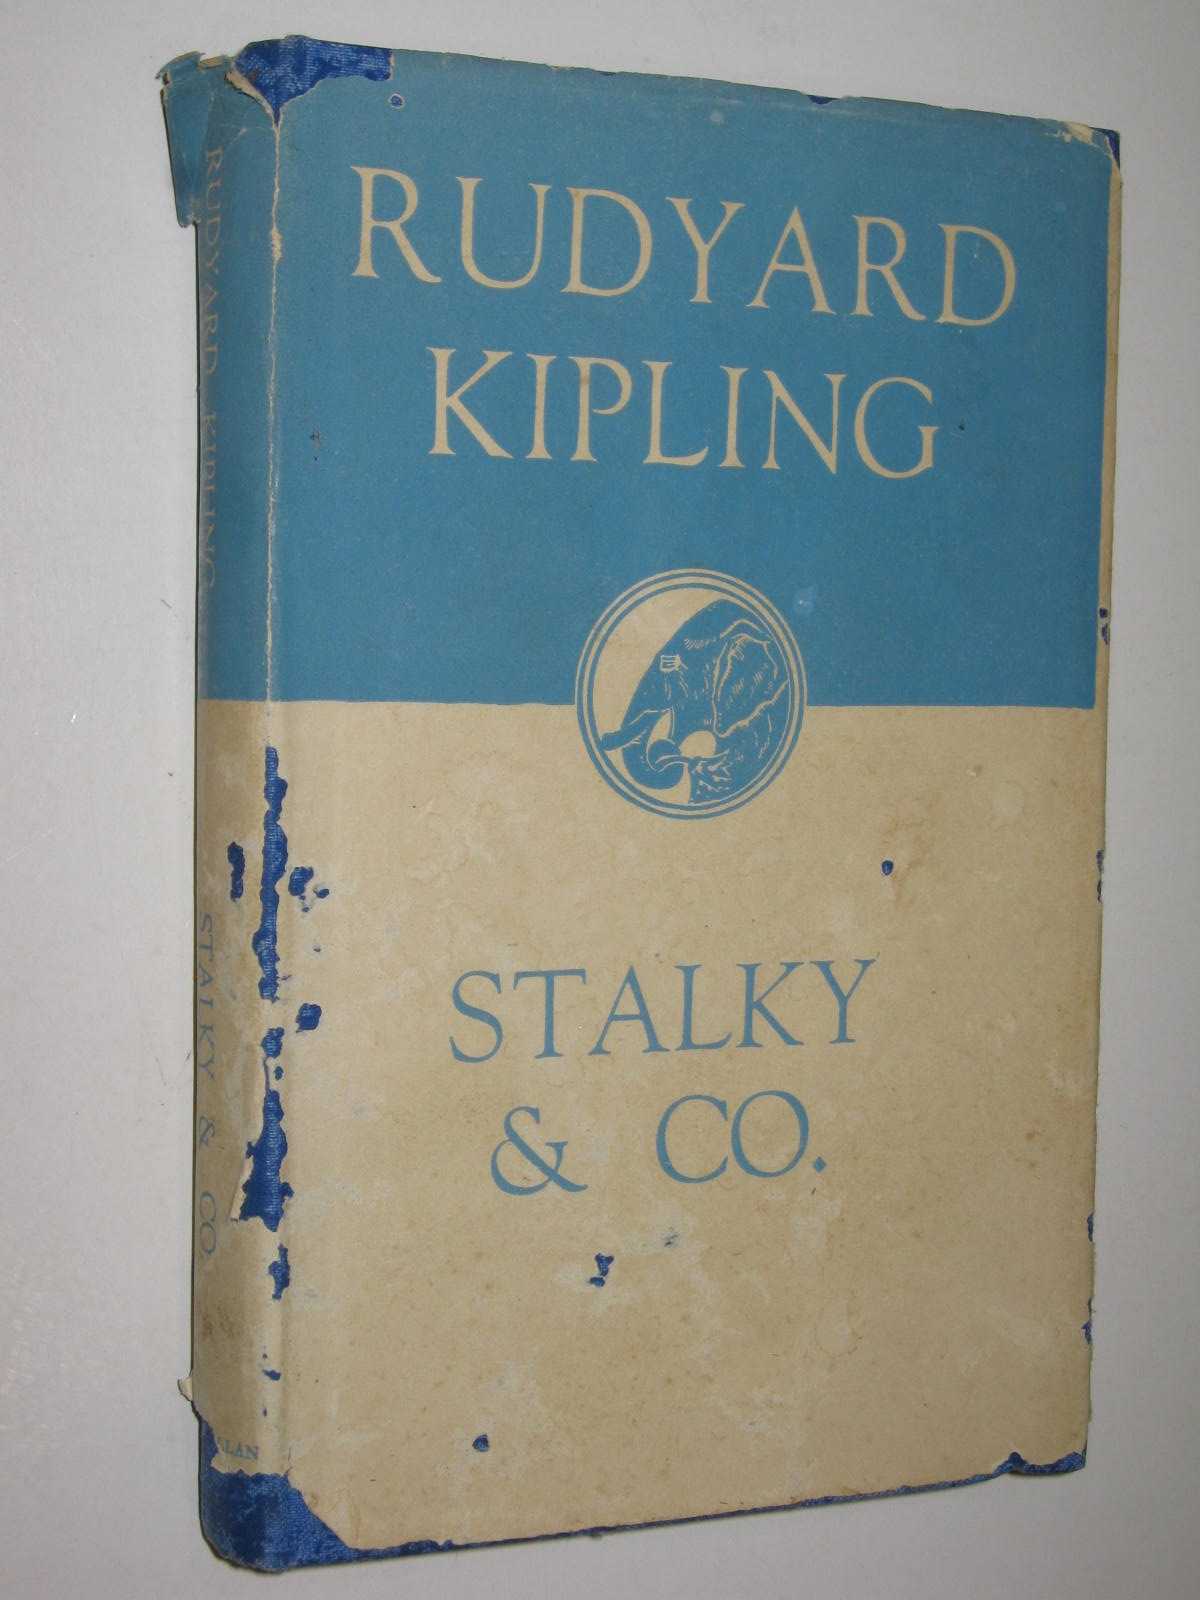 RUDYARD
KIPLING
STALKY
& CO.
RUDYARD KIPLING
STALKY & CO.